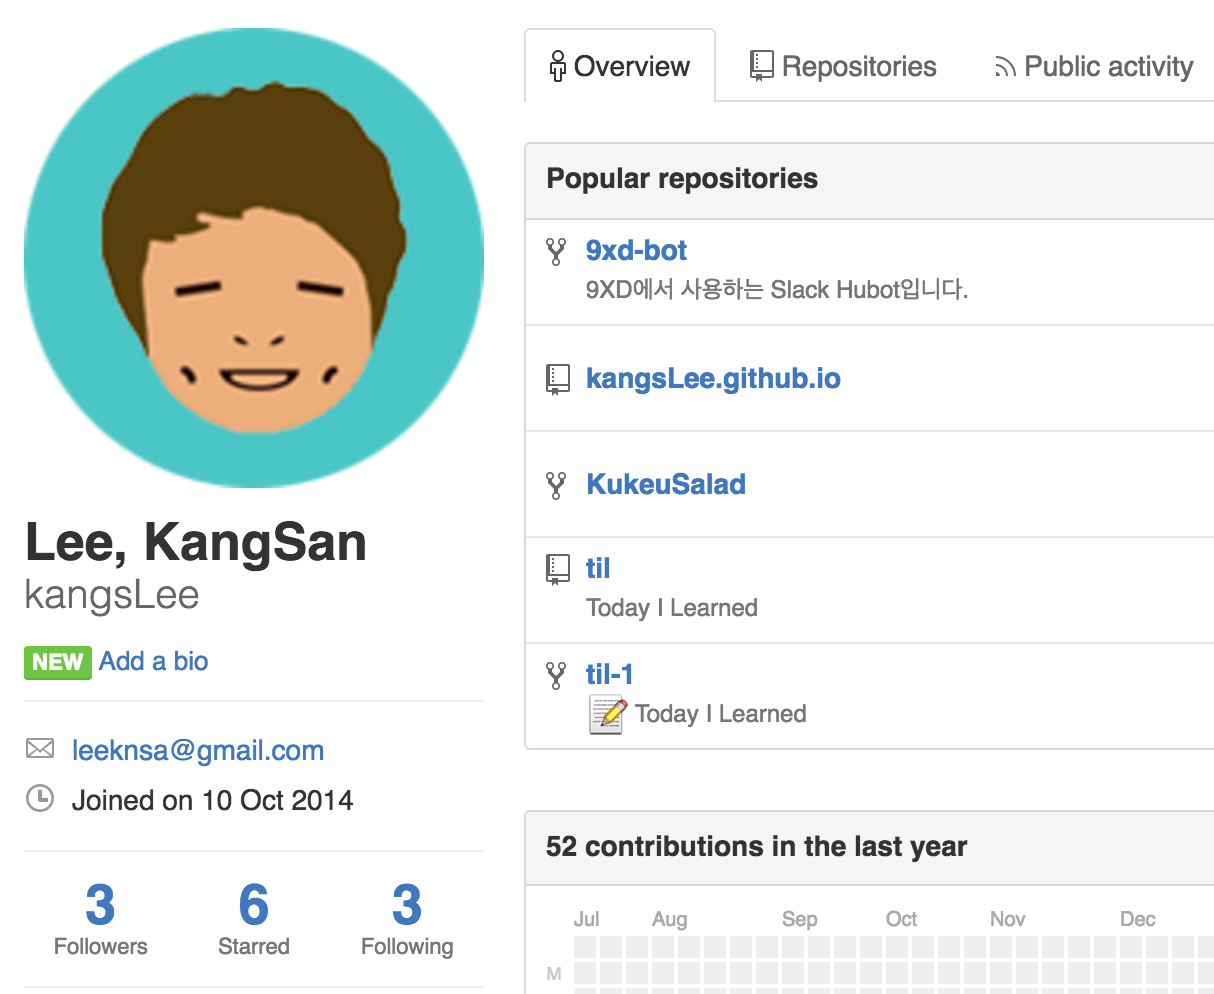 Lee, KangSan
kangsLee
NEW Add a bio
leeknsa@gmail.com
Joined on 10 Oct 2014
3 6 3
Followers Starred Following
Overview Repositories Public activity
Popular repositories
9xd-bot
9XD에서 사용하는 Slack Hubot입니다.
kangsLee.github.io
KukeuSalad
til
Today I Learned
til-1
Today I Learned
52 contributions in the last year
Jul Aug Sep Oct Nov Dec
M